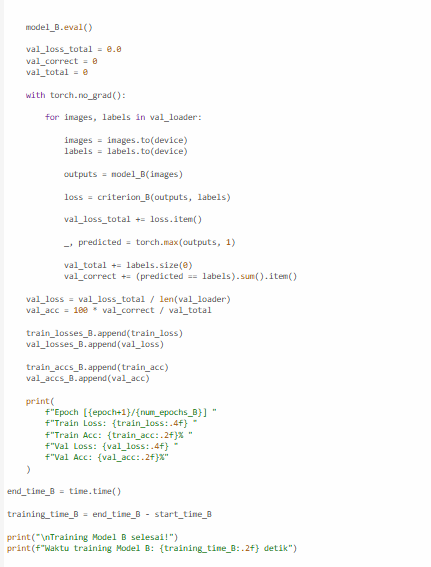 model_B.eval()
val_loss_total = 0.0
val_correct = 0
val_total = 0
with torch.no_grad():
for images, labels in val_loader:
images = images.to(device)
labels = labels.to(device)
outputs = model_B(images)
loss = criterion_B(outputs, labels)
val_loss_total += loss.item()
_, predicted = torch.max(outputs, 1)
val_total += labels.size(0)
val_correct += (predicted == labels).sum().item()
val_loss = val_loss_total / len(val_loader)
val_acc = 100 * val_correct / val_total
train_losses_B.append(train_loss)
val_losses_B.append(val_loss)
train_accs_B.append(train_acc)
val_accs_B.append(val_acc)
print(
f"Epoch [{epoch+1}/{num_epochs_B}] "
f"Train Loss: {train_loss:.4f} "
f"Train Acc: {train_acc:.2f}% "
f"Val Loss: {val_loss:.4f} "
f"Val Acc: {val_acc:.2f}%"
)
end_time_B = time.time()
training_time_B = end_time_B - start_time_B
print("\nTraining Model B selesai!")
print(f"Waktu training Model B: {training_time_B:.2f} detik")